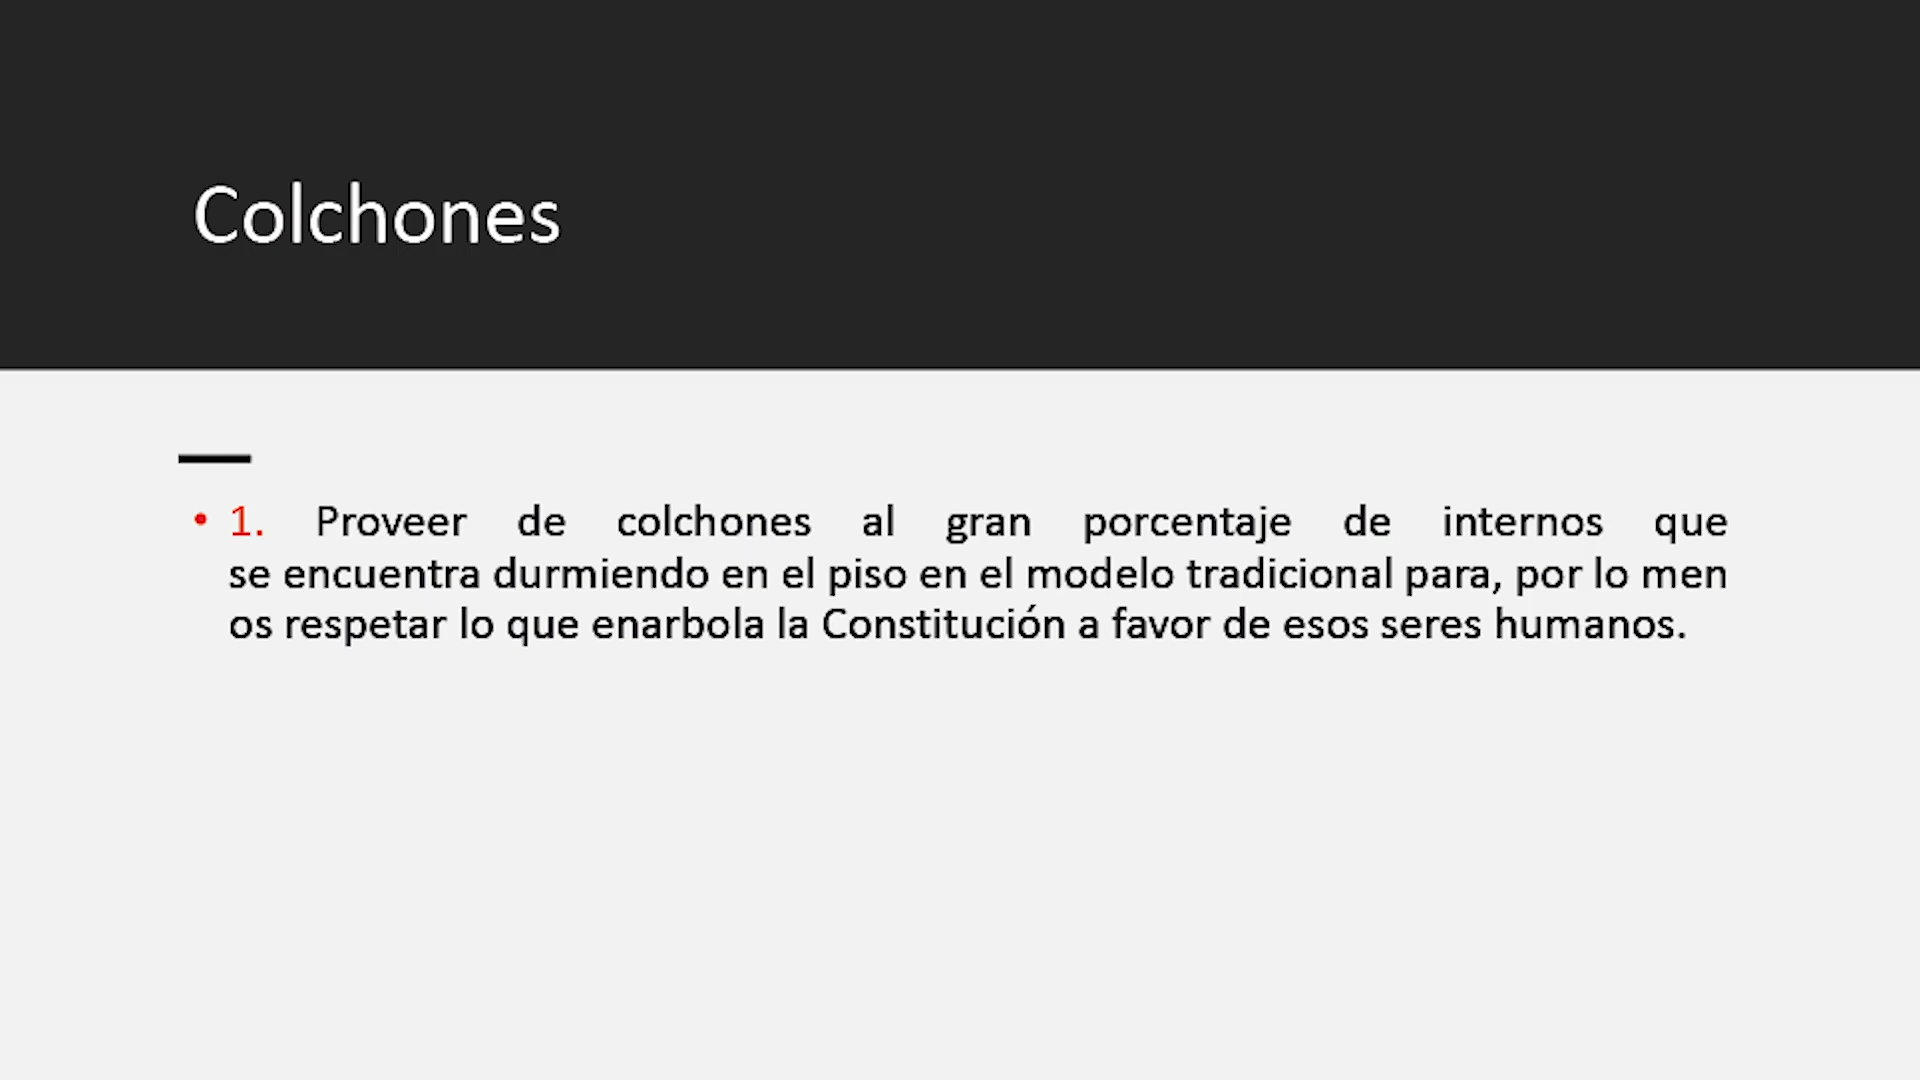 Colchones
• 1. Proveer de colchones al gran porcentaje de internos que
se encuentra durmiendo en el piso en el modelo tradicional para, por lo men
os respetar lo que enarbola la Constitución a favor de esos seres humanos.